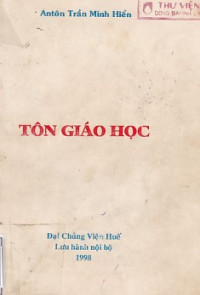 Antôn Trần Minh Hiển
THƯ VIỆN
TÔN GIÁO HỌC
Đại Chủng Viện Huế
Lưu hành nội bộ
1998